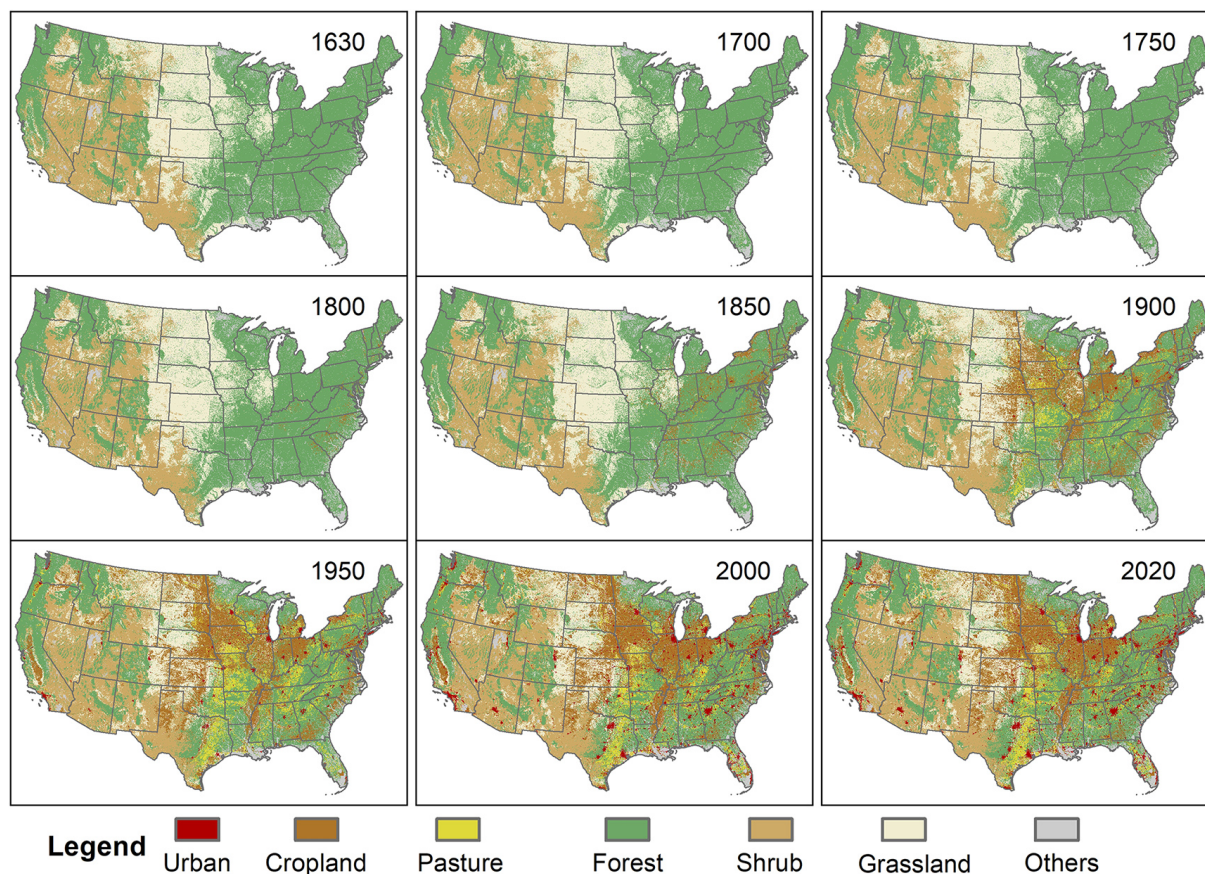 1630
1700
1750
1800
1850
1900
1950
2000
2020
Legend
Urban
Cropland
Pasture
Forest
Shrub
Grassland
Others